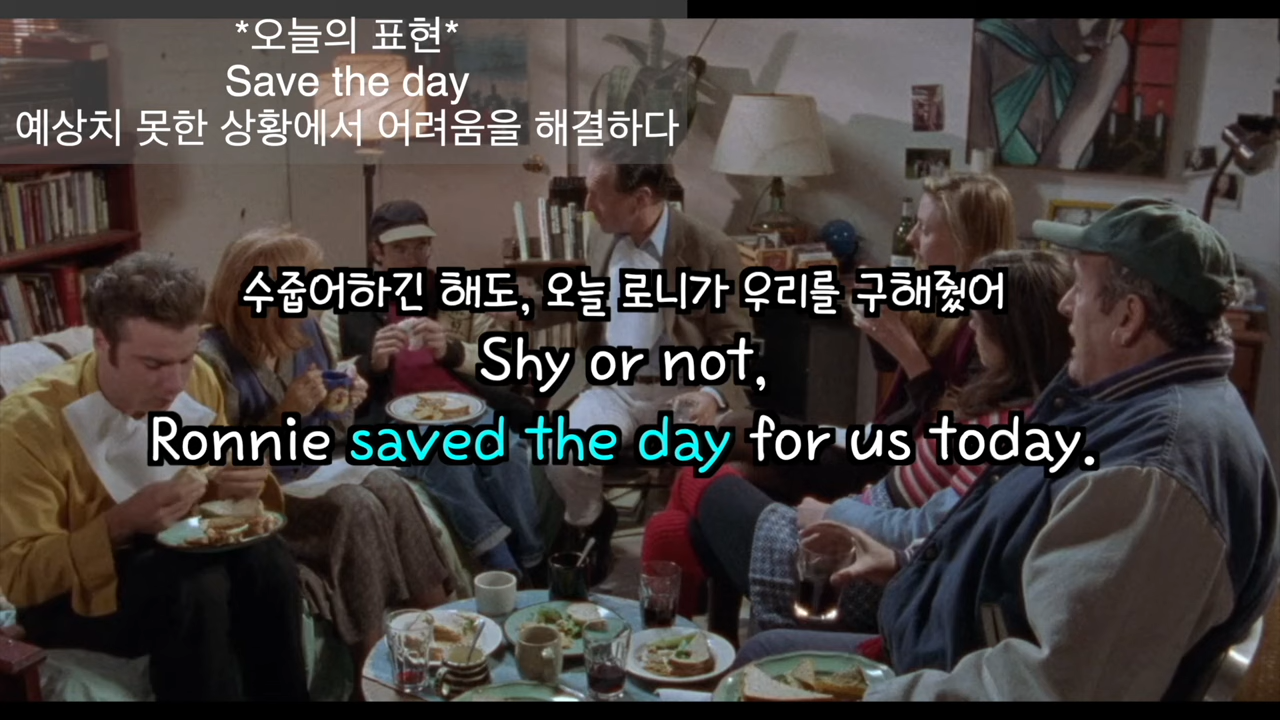 *오늘의 표현*
Save the day
예상치 못한 상황에서 어려움을 해결하다
수줍어하긴 해도, 오늘 로니가 우리를 구해줬어
Shy or not,
Ronnie saved the day for us today.